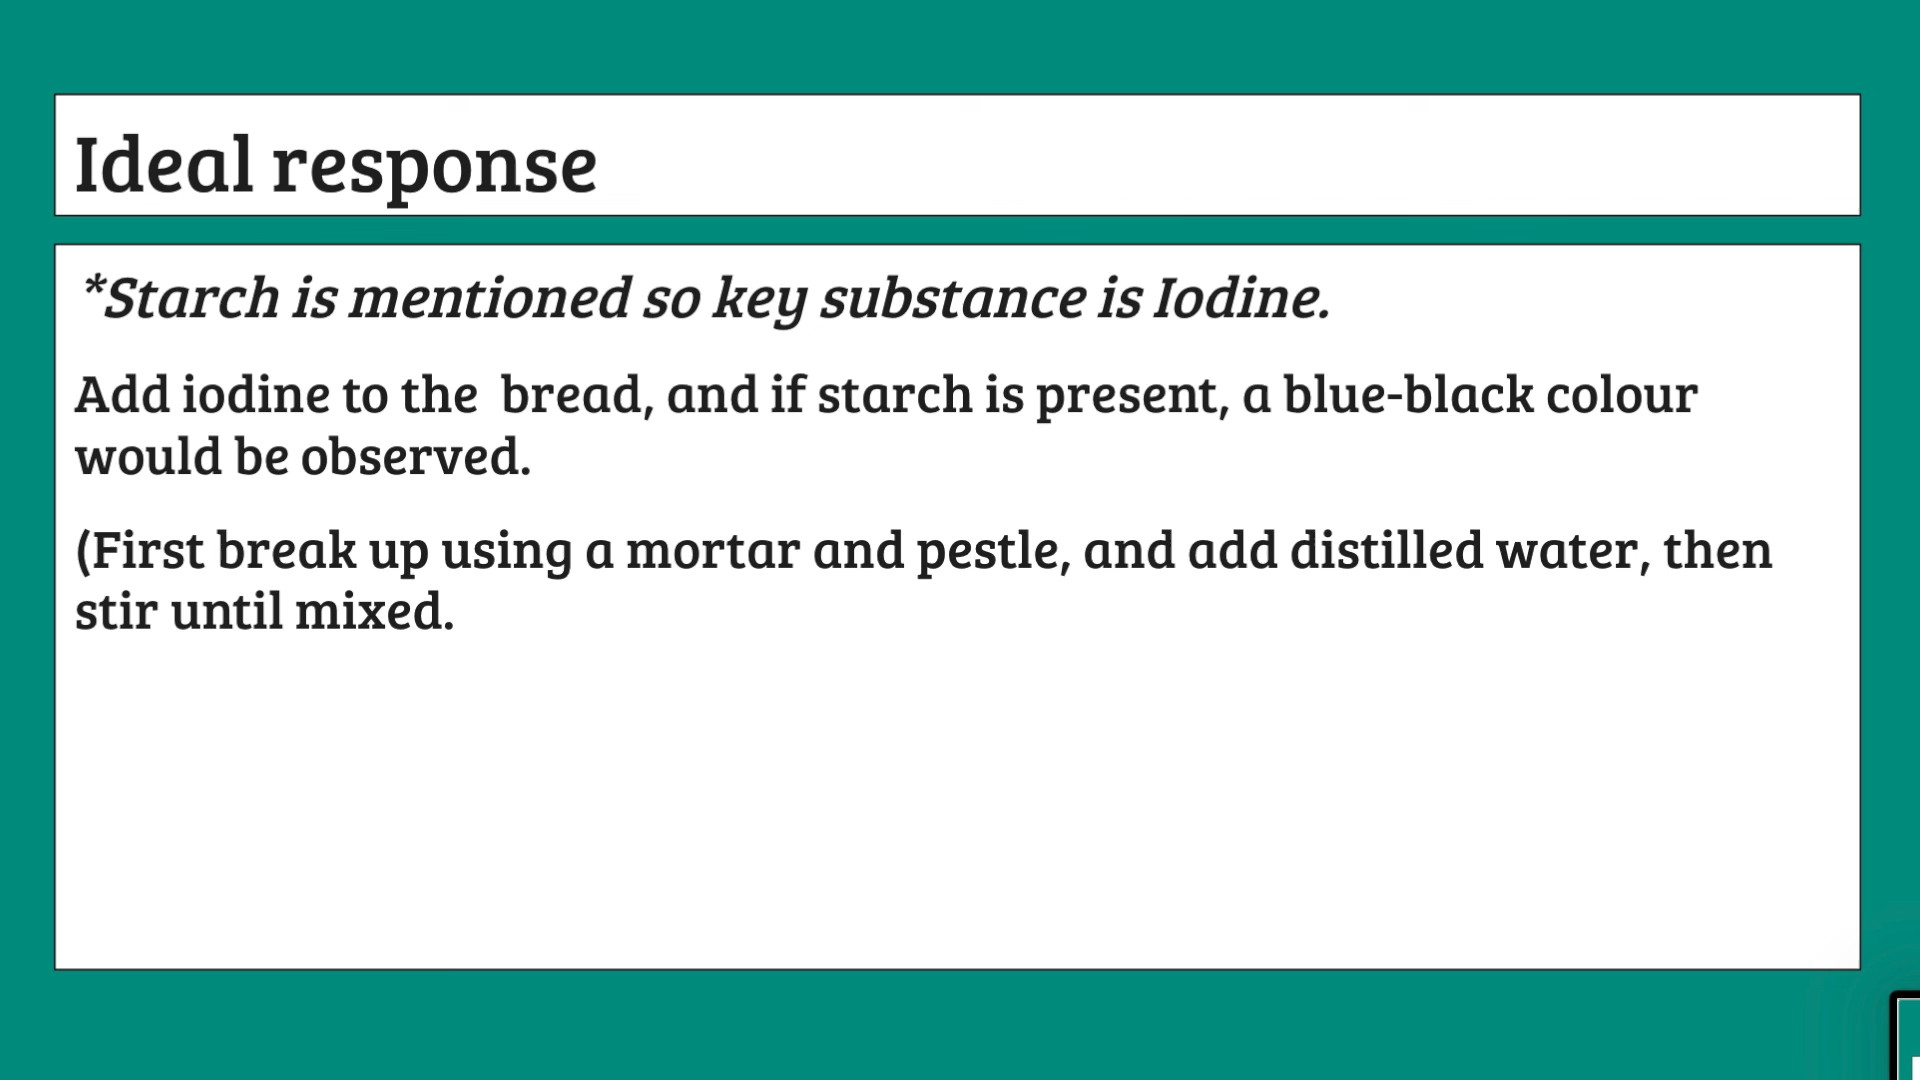 Ideal response
*Starch is mentioned so key substance is Iodine.
Add iodine to the  bread, and if starch is present, a blue-black colour
would be observed.
(First break up using a mortar and pestle, and add distilled water, then
stir until mixed.